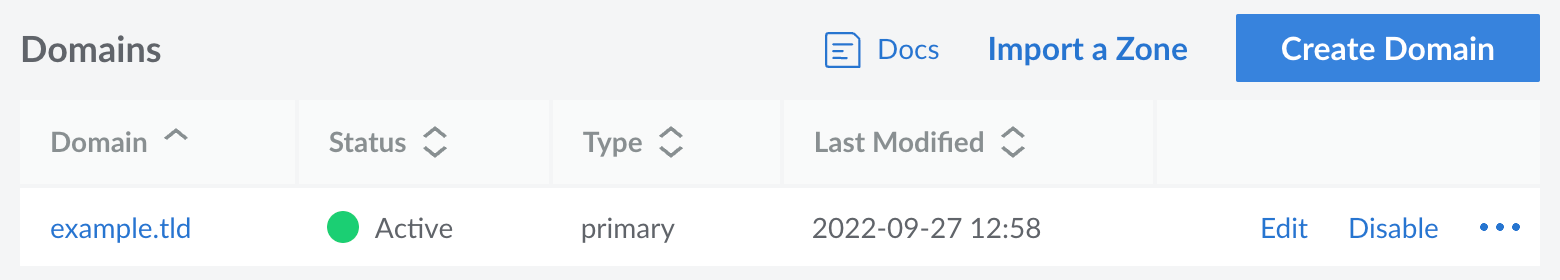 Domains Docs Import a Zone Create Domain
Domain Status Type Last Modified
example.tld Active primary 2022-09-27 12:58 Edit Disable